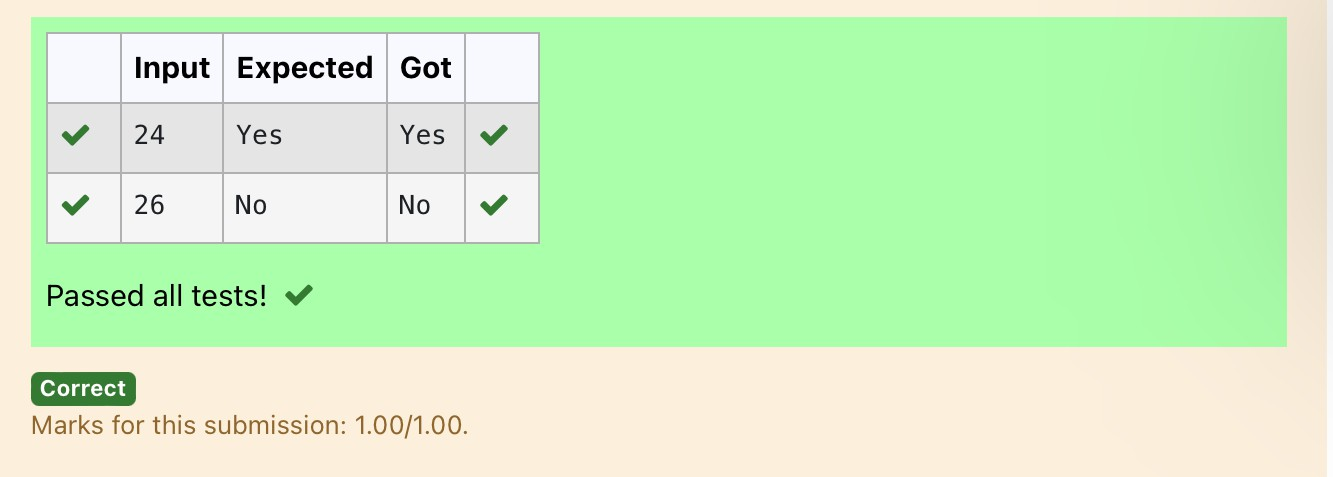 Input Expected Got
24 Yes Yes
26 No No
Passed all tests!
Correct
Marks for this submission: 1.00/1.00.